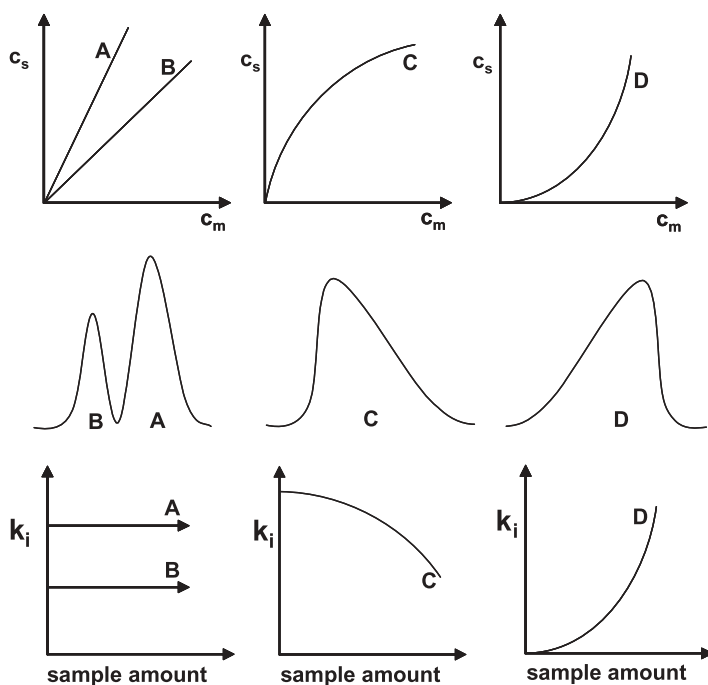 c_s A B c_m
c_s C c_m
c_s D c_m
B A
C
D
k_i A B sample amount
k_i C sample amount
k_i D sample amount